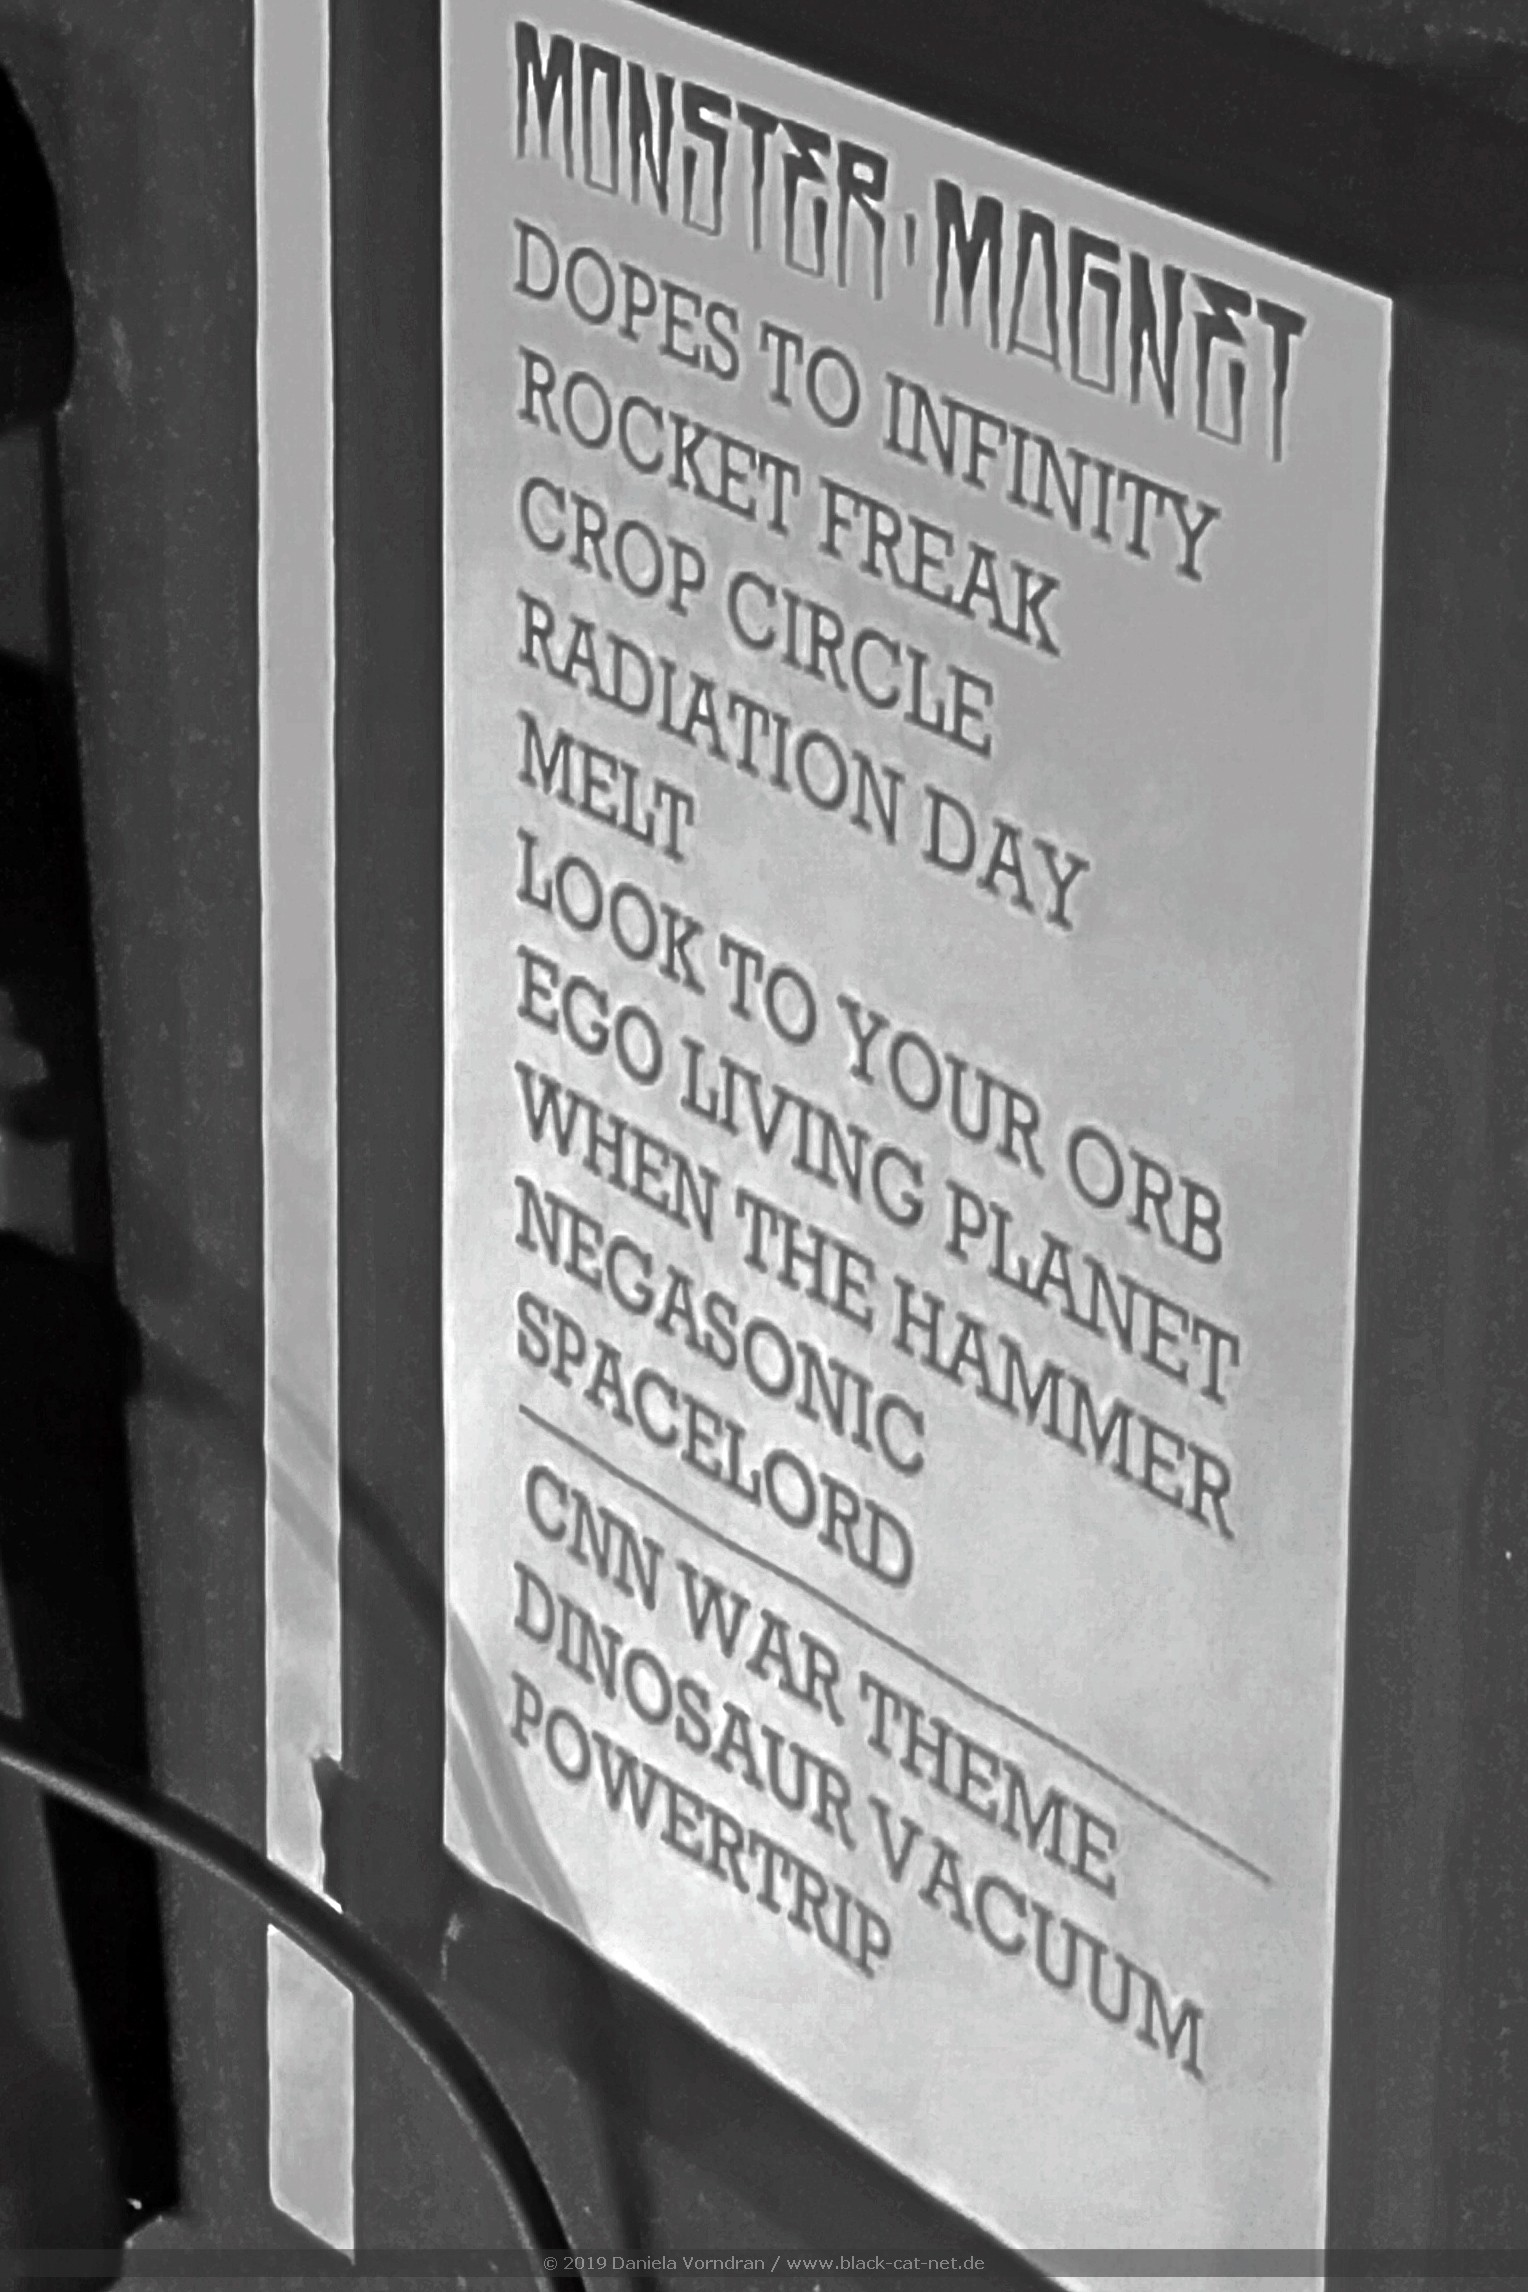 MONSTER MAGNET
DOPES TO INFINITY
ROCKET FREAK
CROP CIRCLE
RADIATION DAY
MELT
LOOK TO YOUR ORB
EGO LIVING PLANET
WHEN THE HAMMER
NEGASONIC
SPACELORD
CNN WAR THEME
DINOSAUR VACUUM
POWERTRIP
© 2019 Daniela Vorndran / www.black-cat-net.de